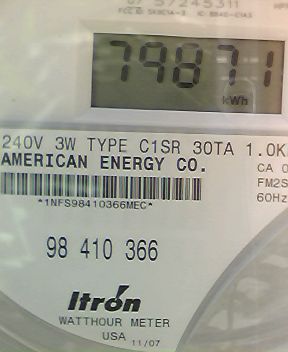 57245311
79871
kWh
240V 3W TYPE C1SR 30TA 1.0K
AMERICAN ENERGY CO.
CA 0
*1NFS98410366MEC*
FM2S
60Hz
98 410 366
Itron
WATTHOUR METER
USA 11/07